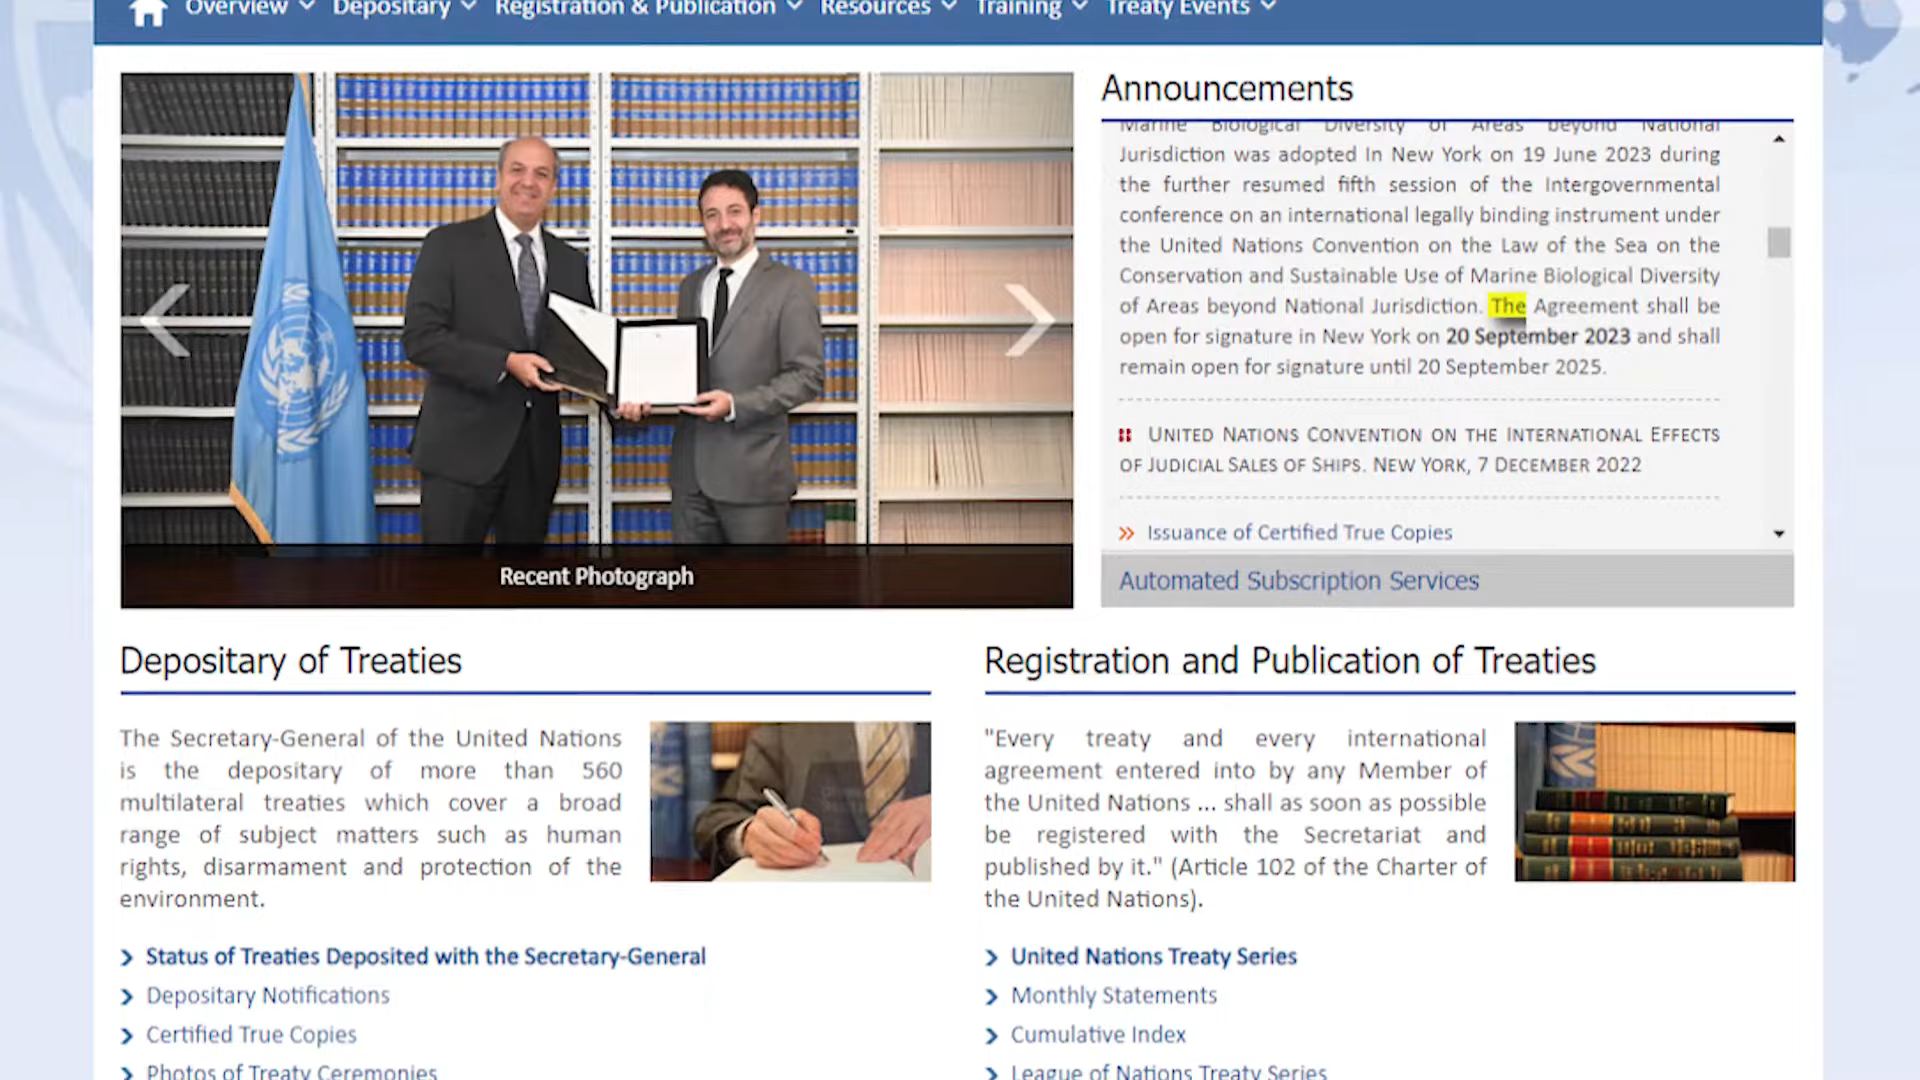 Overview
Depositary
Registration & Publication
Resources
Training
Treaty Events
Announcements
Marine Biological Diversity of Areas beyond National
Jurisdiction was adopted In New York on 19 June 2023 during
the further resumed fifth session of the Intergovernmental
conference on an international legally binding instrument under
the United Nations Convention on the Law of the Sea on the
Conservation and Sustainable Use of Marine Biological Diversity
of Areas beyond National Jurisdiction. The Agreement shall be
open for signature in New York on 20 September 2023 and shall
remain open for signature until 20 September 2025.
UNITED NATIONS CONVENTION ON THE INTERNATIONAL EFFECTS
OF JUDICIAL SALES OF SHIPS. NEW YORK, 7 DECEMBER 2022
Issuance of Certified True Copies
Automated Subscription Services
Recent Photograph
Depositary of Treaties
The Secretary-General of the United Nations
is the depositary of more than 560
multilateral treaties which cover a broad
range of subject matters such as human
rights, disarmament and protection of the
environment.
Status of Treaties Deposited with the Secretary-General
Depositary Notifications
Certified True Copies
Photos of Treaty Ceremonies
Registration and Publication of Treaties
"Every treaty and every international
agreement entered into by any Member of
the United Nations ... shall as soon as possible
be registered with the Secretariat and
published by it." (Article 102 of the Charter of
the United Nations).
United Nations Treaty Series
Monthly Statements
Cumulative Index
League of Nations Treaty Series